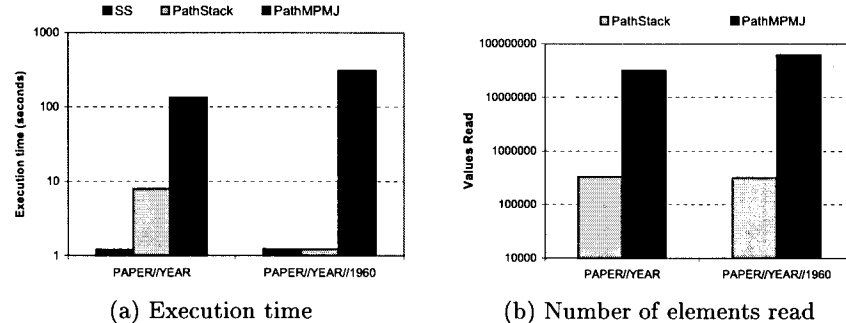 SS PathStack PathMPMJ
Execution time (seconds)
1000
100
10
1
PAPER//YEAR PAPER//YEAR//1960
(a) Execution time
PathStack PathMPMJ
Values Read
100000000
10000000
1000000
100000
10000
PAPER//YEAR PAPER//YEAR//1960
(b) Number of elements read